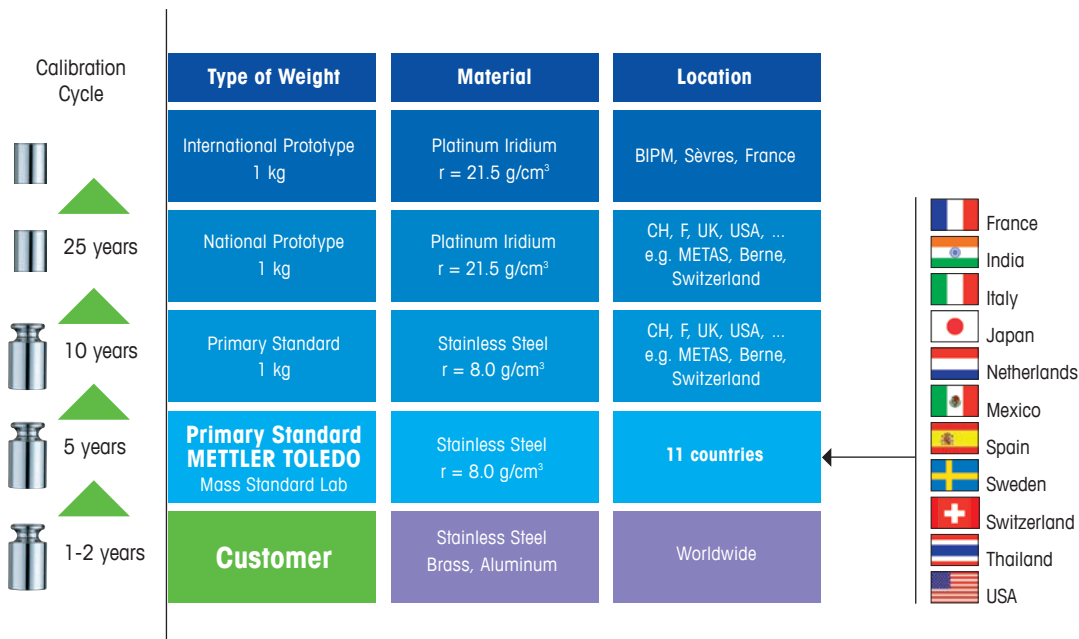 Calibration
Cycle
Type of Weight
Material
Location
International Prototype
1 kg
Platinum Iridium
r = 21.5 g/cm³
BIPM, Sèvres, France
25 years
National Prototype
1 kg
Platinum Iridium
r = 21.5 g/cm³
CH, F, UK, USA, ...
e.g. METAS, Berne,
Switzerland
10 years
Primary Standard
1 kg
Stainless Steel
r = 8.0 g/cm³
CH, F, UK, USA, ...
e.g. METAS, Berne,
Switzerland
5 years
Primary Standard
METTLER TOLEDO
Mass Standard Lab
Stainless Steel
r = 8.0 g/cm³
11 countries
1-2 years
Customer
Stainless Steel
Brass, Aluminum
Worldwide
France
India
Italy
Japan
Netherlands
Mexico
Spain
Sweden
Switzerland
Thailand
USA